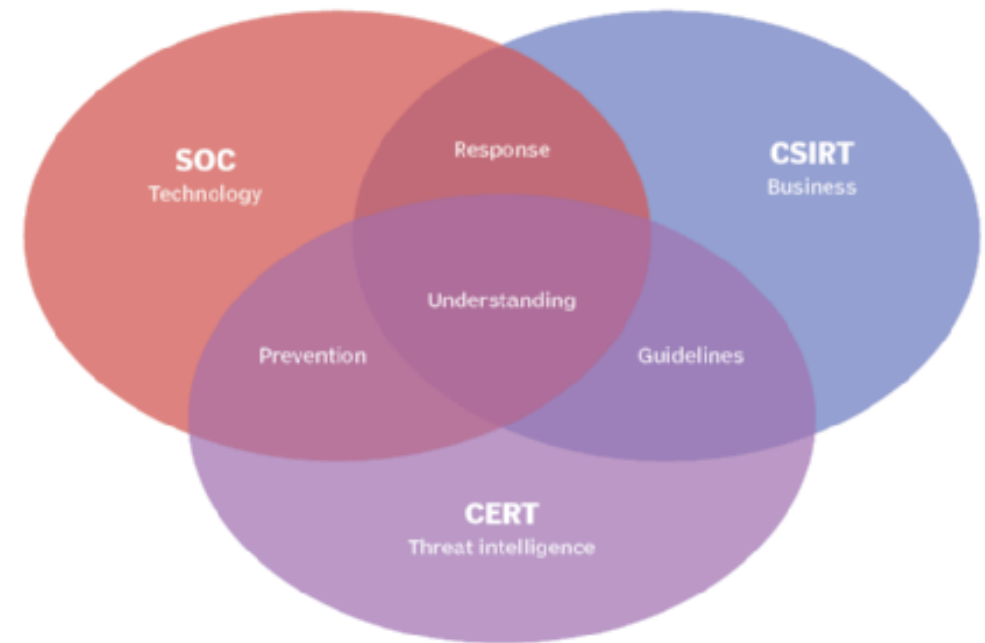 SOC
Technology
Response
CSIRT
Business
Understanding
Prevention
Guidelines
CERT
Threat intelligence